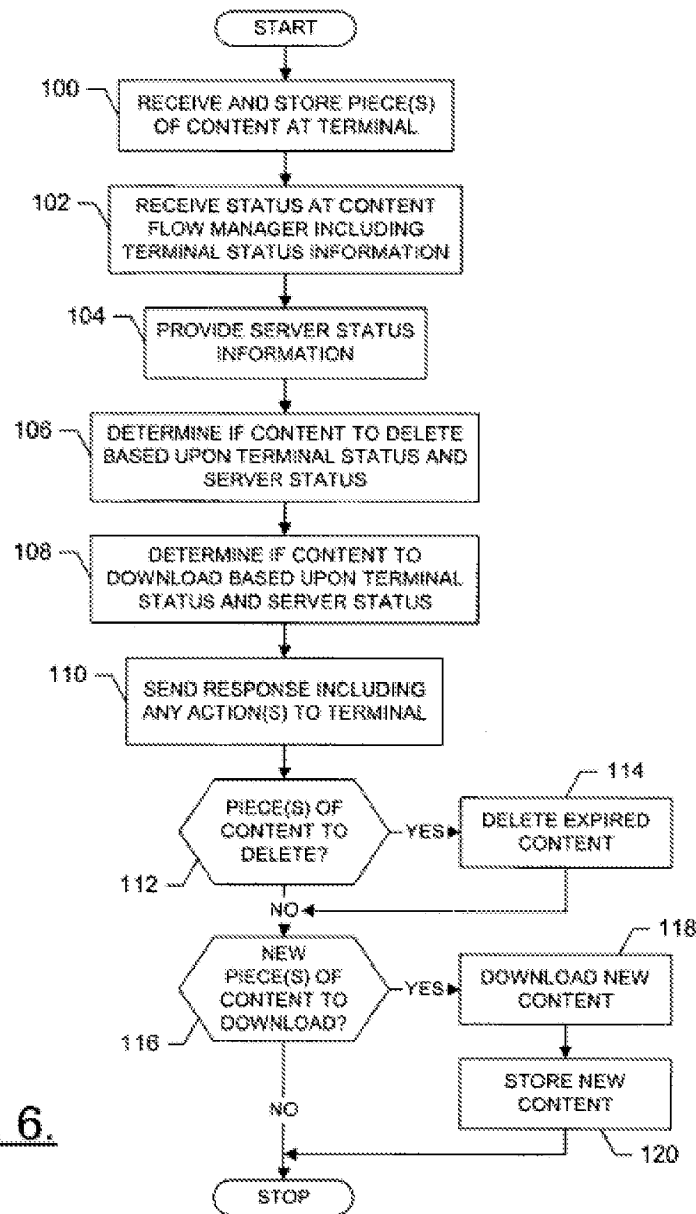 START
100
RECEIVE AND STORE PIECE(S)
OF CONTENT AT TERMINAL
102
RECEIVE STATUS AT CONTENT
FLOW MANAGER INCLUDING
TERMINAL STATUS INFORMATION
104
PROVIDE SERVER STATUS
INFORMATION
106
DETERMINE IF CONTENT TO DELETE
BASED UPON TERMINAL STATUS AND
SERVER STATUS
108
DETERMINE IF CONTENT TO
DOWNLOAD BASED UPON TERMINAL
STATUS AND SERVER STATUS
110
SEND RESPONSE INCLUDING
ANY ACTION(S) TO TERMINAL
PIECE(S) OF
CONTENT TO
DELETE?
112
YES
114
DELETE EXPIRED
CONTENT
NO
NEW
PIECE(S) OF
CONTENT TO
DOWNLOAD?
116
YES
118
DOWNLOAD NEW
CONTENT
STORE NEW
CONTENT
120
NO
6.
STOP